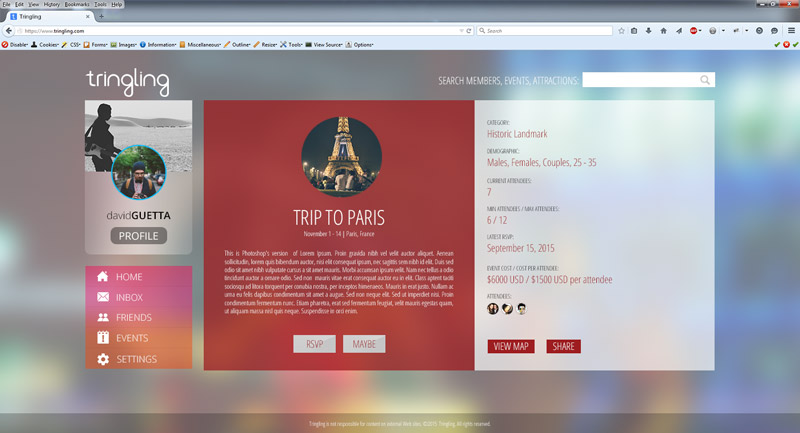 File Edit View History Bookmarks Tools Help
Tringling
https://www.tringling.com
Search
Disable Cookies CSS Forms Images Information Miscellaneous Outline Resize Tools View Source Options
tringling
SEARCH MEMBERS, EVENTS, ATTRACTIONS:
davidGUETTA
PROFILE
HOME
INBOX
FRIENDS
EVENTS
SETTINGS
TRIP TO PARIS
November 1 - 14 | Paris, France
This is Photoshop's version of Lorem Ipsum. Proin gravida nibh vel velit auctor aliquet. Aenean
sollicitudin, lorem quis bibendum auctor, nisi elit consequat ipsum, nec sagittis sem nibh id elit. Duis sed
odio sit amet nibh vulputate cursus a sit amet mauris. Morbi accumsan ipsum velit. Nam nec tellus a odio
tincidunt auctor a ornare odio. Sed non mauris vitae erat consequat auctor eu in elit. Class aptent taciti
sociosqu ad litora torquent per conubia nostra, per inceptos himenaeos. Mauris in erat justo. Nullam ac
urna eu felis dapibus condimentum sit amet a augue. Sed non neque elit. Sed ut imperdiet nisi. Proin
condimentum fermentum nunc. Etiam pharetra, erat sed fermentum feugiat, velit mauris egestas quam,
ut aliquam massa nisl quis neque. Suspendisse in orci enim.
RSVP
MAYBE
CATEGORY:
Historic Landmark
DEMOGRAPHIC:
Males, Females, Couples, 25 - 35
CURRENT ATTENDEES:
7
MIN ATTENDEES / MAX ATTENDEES:
6 / 12
LATEST RSVP:
September 15, 2015
EVENT COST / COST PER ATTENDEE:
$6000 USD / $1500 USD per attendee
ATTENDEES:
VIEW MAP
SHARE
Tringling is not responsible for content on external Web sites. ©2015. Tringling. All rights reserved.